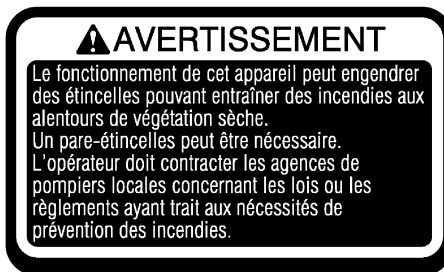 AVERTISSEMENT
Le fonctionnement de cet appareil peut engendrer
des étincelles pouvant entraîner des incendies aux
alentours de végétation sèche.
Un pare-étincelles peut être nécessaire.
L'opérateur doit contracter les agences de
pompiers locales concernant les lois ou les
règlements ayant trait aux nécessités de
prévention des incendies.